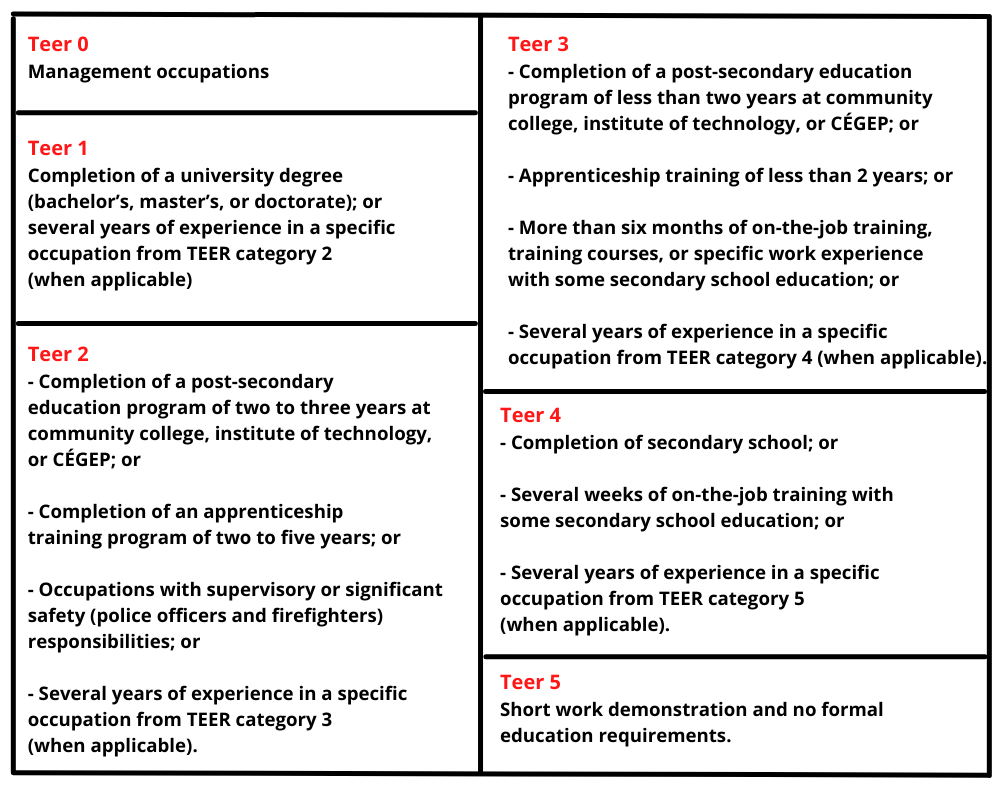 Teer 0
Management occupations
Teer 1
Completion of a university degree
(bachelor’s, master’s, or doctorate); or
several years of experience in a specific
occupation from TEER category 2
(when applicable)
Teer 2
- Completion of a post-secondary
education program of two to three years at
community college, institute of technology,
or CÉGEP; or
- Completion of an apprenticeship
training program of two to five years; or
- Occupations with supervisory or significant
safety (police officers and firefighters)
responsibilities; or
- Several years of experience in a specific
occupation from TEER category 3
(when applicable).
Teer 3
- Completion of a post-secondary education
program of less than two years at community
college, institute of technology, or CÉGEP; or
- Apprenticeship training of less than 2 years; or
- More than six months of on-the-job training,
training courses, or specific work experience
with some secondary school education; or
- Several years of experience in a specific
occupation from TEER category 4 (when applicable).
Teer 4
- Completion of secondary school; or
- Several weeks of on-the-job training with
some secondary school education; or
- Several years of experience in a specific
occupation from TEER category 5
(when applicable).
Teer 5
Short work demonstration and no formal
education requirements.